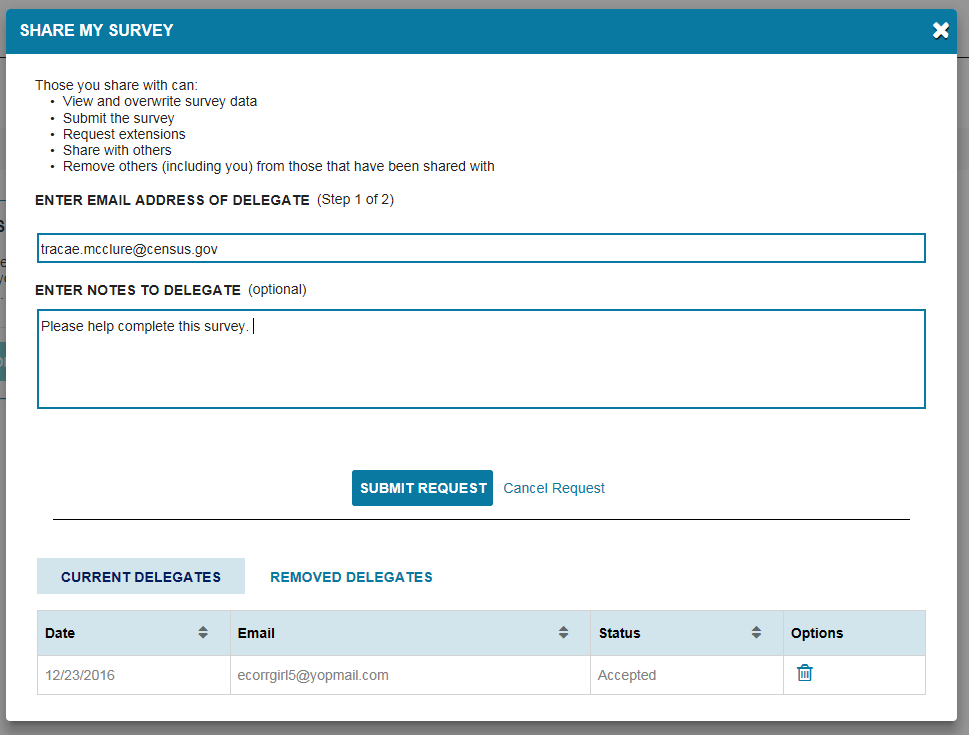 SHARE MY SURVEY
Those you share with can:
• View and overwrite survey data
• Submit the survey
• Request extensions
• Share with others
• Remove others (including you) from those that have been shared with
ENTER EMAIL ADDRESS OF DELEGATE (Step 1 of 2)
tracae.mcclure@census.gov
ENTER NOTES TO DELEGATE (optional)
Please help complete this survey.
SUBMIT REQUEST Cancel Request
CURRENT DELEGATES REMOVED DELEGATES
Date Email Status Options
12/23/2016 ecorrgirl5@yopmail.com Accepted